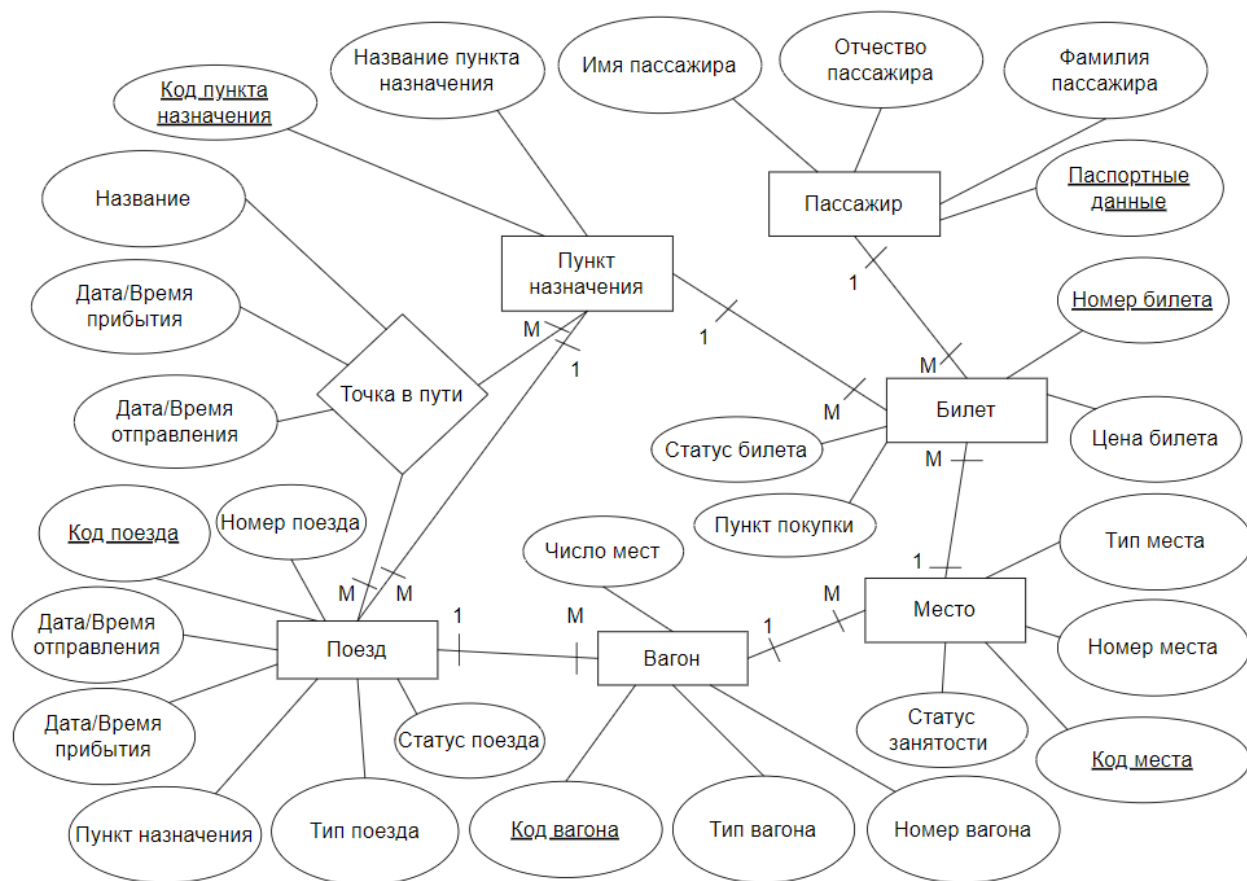 Название пункта
назначения
Имя пассажира
Отчество
пассажира
Фамилия
пассажира
Код пункта
назначения
Название
Пассажир
Паспортные
данные
Пункт
назначения
1
Дата/Время
прибытия
Номер билета
М
1
1
М
Точка в пути
М
Билет
Дата/Время
отправления
Статус билета
М
Цена билета
Код поезда
Номер поезда
Пункт покупки
Число мест
Тип места
М
М
1
Дата/Время
отправления
1
М
1
М
Место
Поезд
Вагон
Номер места
Дата/Время
прибытия
Статус поезда
Статус
занятости
Код места
Пункт назначения
Тип поезда
Код вагона
Тип вагона
Номер вагона